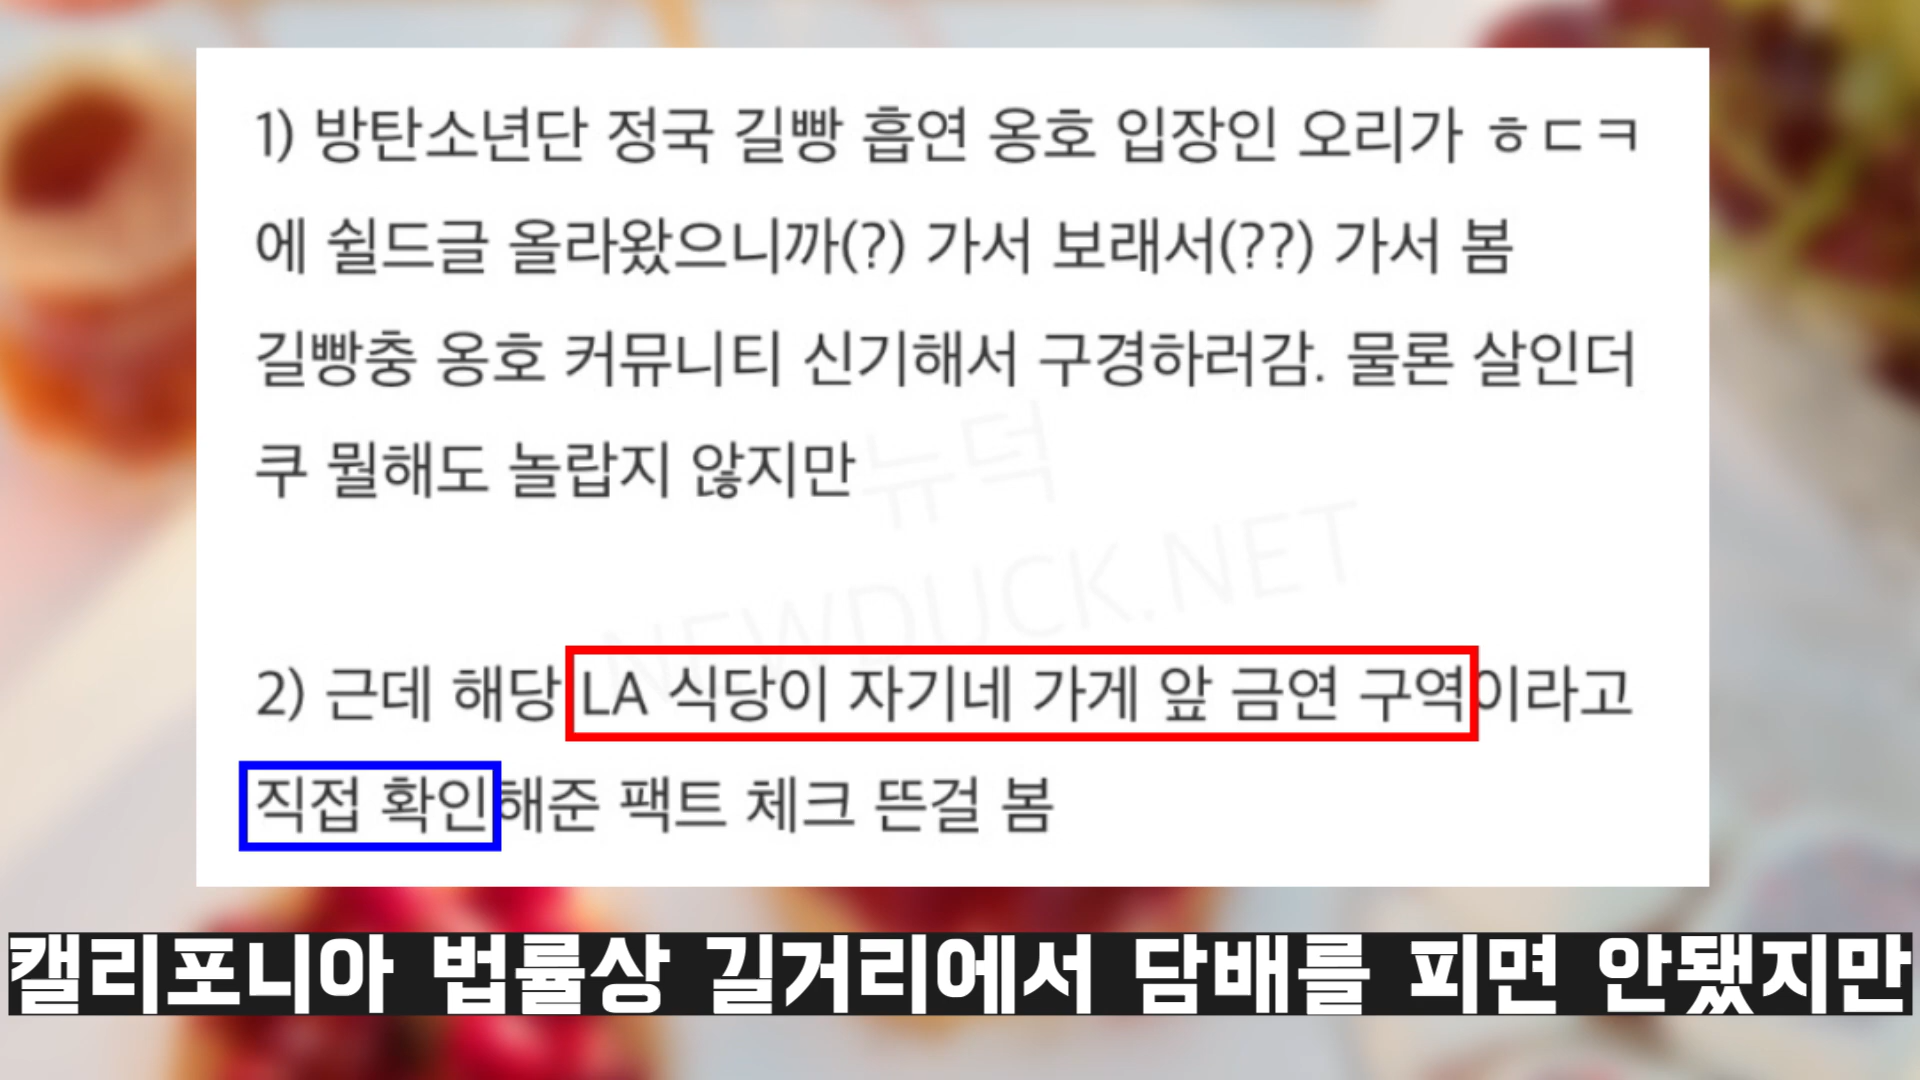 1) 방탄소년단 정국 길빵 흡연 옹호 입장인 오리가 ㅎㄷㅋ
에 쉴드글 올라왔으니까(?) 가서 보래서(??) 가서 봄
길빵충 옹호 커뮤니티 신기해서 구경하러감. 물론 살인더
쿠 뭘해도 놀랍지 않지만
뉴덕
NEWDUCK.NET
2) 근데 해당 LA 식당이 자기네 가게 앞 금연 구역이라고
직접 확인해준 팩트 체크 뜬걸 봄
캘리포니아 법률상 길거리에서 담배를 피면 안됐지만